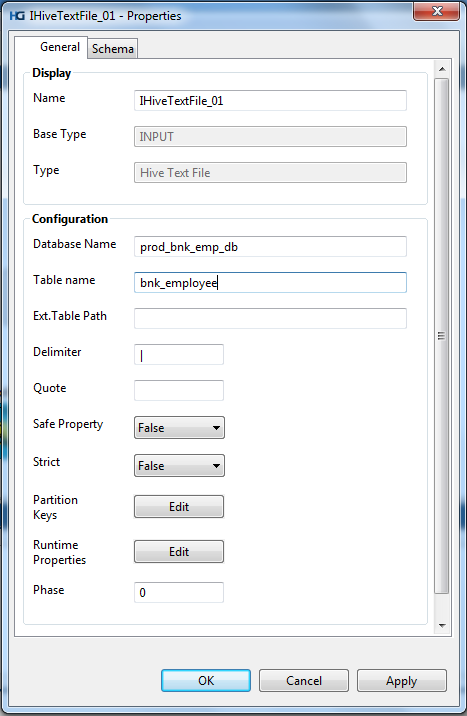 HG IHiveTextFile_01 - Properties
General Schema
Display
Name IHiveTextFile_01
Base Type INPUT
Type Hive Text File
Configuration
Database Name prod_bnk_emp_db
Table name bnk_employee
Ext.Table Path
Delimiter |
Quote
Safe Property False
Strict False
Partition
Keys Edit
Runtime
Properties Edit
Phase 0
OK Cancel Apply